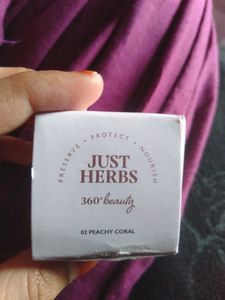 PRESERVE • PROTECT • NOURISH
JUST
HERBS
360° beauty
02 PEACHY CORAL